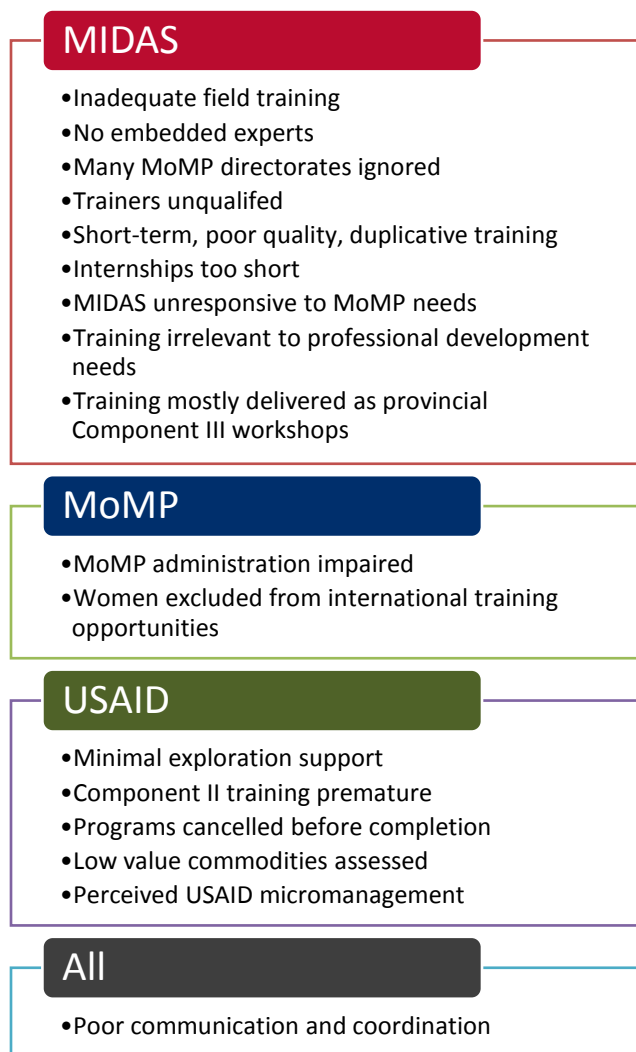 MIDAS
•Inadequate field training
•No embedded experts
•Many MoMP directorates ignored
•Trainers unqualifed
•Short-term, poor quality, duplicative training
•Internships too short
•MIDAS unresponsive to MoMP needs
•Training irrelevant to professional development
needs
•Training mostly delivered as provincial
Component III workshops
MoMP
•MoMP administration impaired
•Women excluded from international training
opportunities
USAID
•Minimal exploration support
•Component II training premature
•Programs cancelled before completion
•Low value commodities assessed
•Perceived USAID micromanagement
All
•Poor communication and coordination